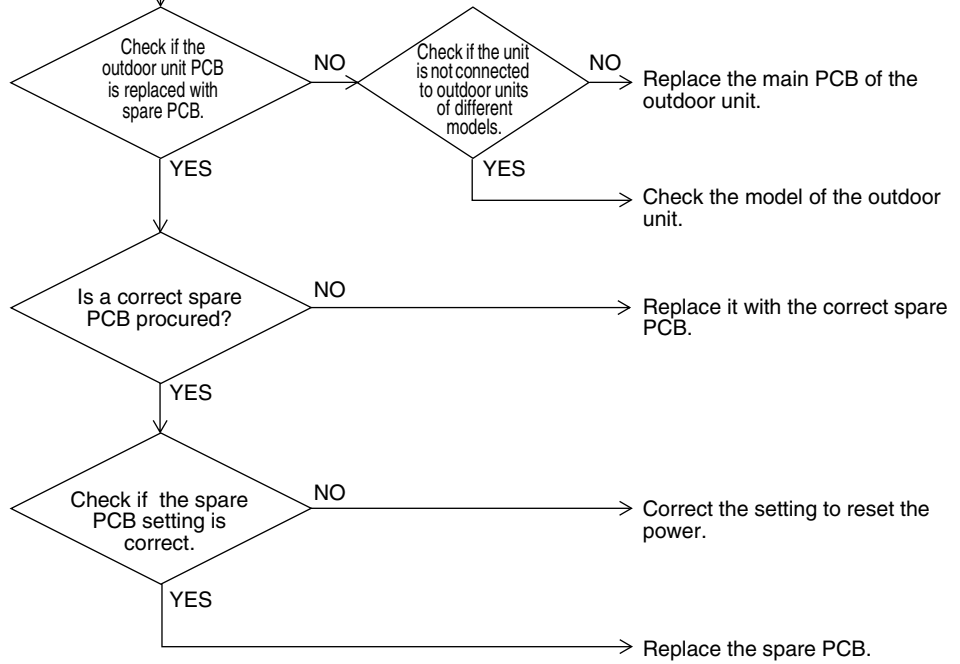 Check if the
outdoor unit PCB
is replaced with
spare PCB.
NO
Check if the unit
is not connected
to outdoor units
of different
models.
NO
Replace the main PCB of the
outdoor unit.
YES
YES
Check the model of the outdoor
unit.
Is a correct spare
PCB procured?
NO
Replace it with the correct spare
PCB.
YES
Check if the spare
PCB setting is
correct.
NO
Correct the setting to reset the
power.
YES
Replace the spare PCB.